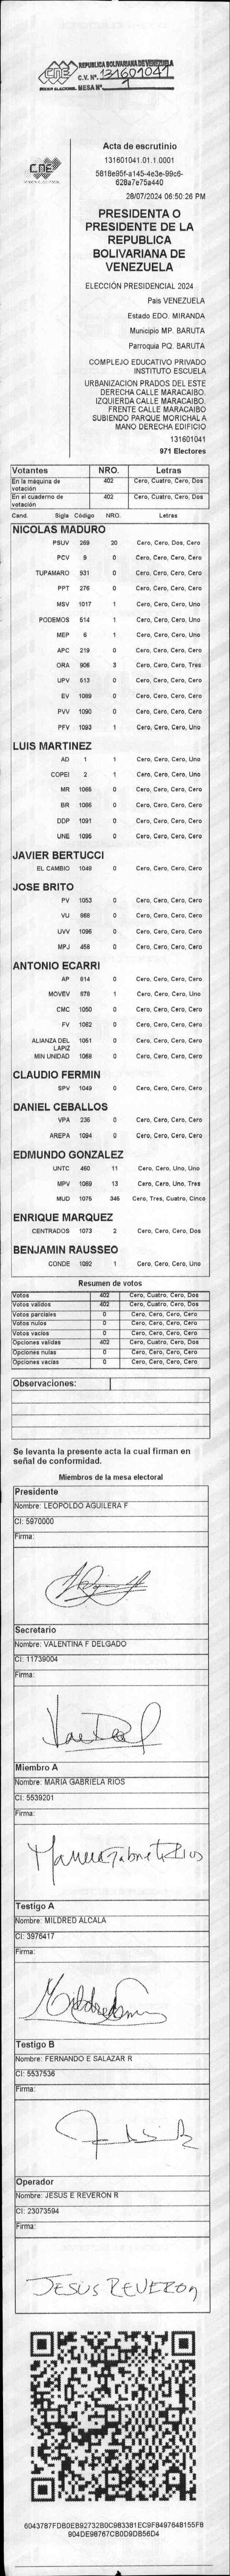 CNE
PODER ELECTORAL
REPUBLICA BOLIVARIANA DE VENEZUELA
C.V. Nº. 131601041
MESA Nº 1
CNE
Acta de escrutinio
131601041.01.1.0001
5818e95f-a145-4e3e-99c6-
628a7e75a440
28/07/2024 06:50:26 PM
PRESIDENTA O
PRESIDENTE DE LA
REPUBLICA
BOLIVARIANA DE
VENEZUELA
ELECCIÓN PRESIDENCIAL 2024
Pais VENEZUELA
Estado EDO. MIRANDA
Municipio MP. BARUTA
Parroquia PQ. BARUTA
COMPLEJO EDUCATIVO PRIVADO
INSTITUTO ESCUELA
URBANIZACION PRADOS DEL ESTE
DERECHA CALLE MARACAIBO.
IZQUIERDA CALLE MARACAIBO.
FRENTE CALLE MARACAIBO
SUBIENDO PARQUE MORICHAL A
MANO DERECHA EDIFICIO
131601041
971 Electores
Votantes NRO. Letras
En la máquina de votación 402 Cero, Cuatro, Cero, Dos
En el cuaderno de votación 402 Cero, Cuatro, Cero, Dos
Cand. Sigla Código NRO. Letras
NICOLAS MADURO
PSUV 269 20 Cero, Cero, Dos, Cero
PCV 9 0 Cero, Cero, Cero, Cero
TUPAMARO 931 0 Cero, Cero, Cero, Cero
PPT 276 0 Cero, Cero, Cero, Cero
MSV 1017 1 Cero, Cero, Cero, Uno
PODEMOS 514 1 Cero, Cero, Cero, Uno
MEP 6 1 Cero, Cero, Cero, Uno
APC 219 0 Cero, Cero, Cero, Cero
ORA 906 3 Cero, Cero, Cero, Tres
UPV 513 0 Cero, Cero, Cero, Cero
EV 1089 0 Cero, Cero, Cero, Cero
PVV 1090 0 Cero, Cero, Cero, Cero
PFV 1093 1 Cero, Cero, Cero, Uno
LUIS MARTINEZ
AD 1 1 Cero, Cero, Cero, Uno
COPEI 2 1 Cero, Cero, Cero, Uno
MR 1065 0 Cero, Cero, Cero, Cero
BR 1086 0 Cero, Cero, Cero, Cero
DDP 1091 0 Cero, Cero, Cero, Cero
UNE 1095 0 Cero, Cero, Cero, Cero
JAVIER BERTUCCI
EL CAMBIO 1048 0 Cero, Cero, Cero, Cero
JOSE BRITO
PV 1053 0 Cero, Cero, Cero, Cero
VU 868 0 Cero, Cero, Cero, Cero
UVV 1096 0 Cero, Cero, Cero, Cero
MPJ 458 0 Cero, Cero, Cero, Cero
ANTONIO ECARRI
AP 814 0 Cero, Cero, Cero, Cero
MOVEV 878 1 Cero, Cero, Cero, Uno
CMC 1050 0 Cero, Cero, Cero, Cero
FV 1062 0 Cero, Cero, Cero, Cero
ALIANZA DEL LAPIZ 1051 0 Cero, Cero, Cero, Cero
MIN UNIDAD 1068 0 Cero, Cero, Cero, Cero
CLAUDIO FERMIN
SPV 1049 0 Cero, Cero, Cero, Cero
DANIEL CEBALLOS
VPA 236 0 Cero, Cero, Cero, Cero
AREPA 1094 0 Cero, Cero, Cero, Cero
EDMUNDO GONZALEZ
UNTC 460 11 Cero, Cero, Uno, Uno
MPV 1069 13 Cero, Cero, Uno, Tres
MUD 1075 345 Cero, Tres, Cuatro, Cinco
ENRIQUE MARQUEZ
CENTRADOS 1073 2 Cero, Cero, Cero, Dos
BENJAMIN RAUSSEO
CONDE 1092 1 Cero, Cero, Cero, Uno
Resumen de votos
Votos 402 Cero, Cuatro, Cero, Dos
Votos validos 402 Cero, Cuatro, Cero, Dos
Votos parciales 0 Cero, Cero, Cero, Cero
Votos nulos 0 Cero, Cero, Cero, Cero
Votos vacios 0 Cero, Cero, Cero, Cero
Opciones validas 402 Cero, Cuatro, Cero, Dos
Opciones nulas 0 Cero, Cero, Cero, Cero
Opciones vacias 0 Cero, Cero, Cero, Cero
Observaciones:
Se levanta la presente acta la cual firman en
señal de conformidad.
Miembros de la mesa electoral
Presidente
Nombre: LEOPOLDO AGUILERA F
CI: 5970000
Firma:
Secretario
Nombre: VALENTINA F DELGADO
CI: 11739004
Firma:
Miembro A
Nombre: MARIA GABRIELA RIOS
CI: 5539201
Firma:
Testigo A
Nombre: MILDRED ALCALA
CI: 3976417
Firma:
Testigo B
Nombre: FERNANDO E SALAZAR R
CI: 5537536
Firma:
Operador
Nombre: JESUS E REVERON R
CI: 23073594
Firma:
JESUS REVERON
6043787FDB0EB92732B0C983381EC9F8497648155F8
904DE98767CB0D9DB56D4